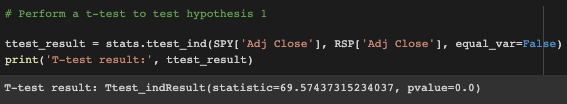 # Perform a t-test to test hypothesis 1
ttest_result = stats.ttest_ind(SPY['Adj Close'], RSP['Adj Close'], equal_var=False)
print('T-test result:', ttest_result)
T-test result: Ttest_indResult(statistic=69.57437315234037, pvalue=0.0)